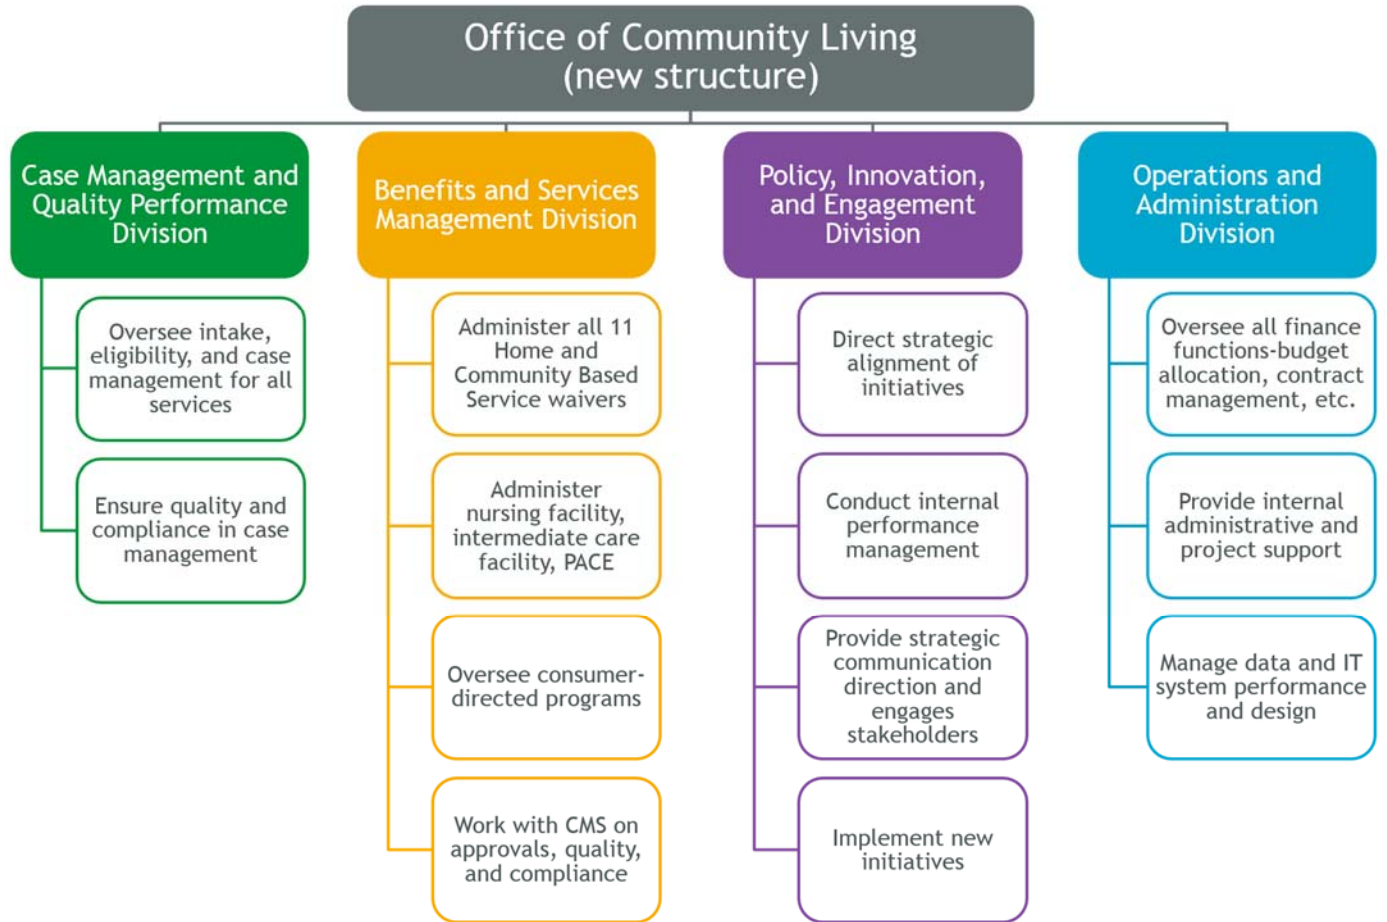 Office of Community Living
(new structure)
Case Management and
Quality Performance
Division
Oversee intake,
eligibility, and case
management for all
services
Ensure quality and
compliance in case
management
Benefits and Services
Management Division
Administer all 11
Home and
Community Based
Service waivers
Administer
nursing facility,
intermediate care
facility, PACE
Oversee consumer-
directed programs
Work with CMS on
approvals, quality,
and compliance
Policy, Innovation,
and Engagement
Division
Direct strategic
alignment of
initiatives
Conduct internal
performance
management
Provide strategic
communication
direction and
engages
stakeholders
Implement new
initiatives
Operations and
Administration
Division
Oversee all finance
functions-budget
allocation, contract
management, etc.
Provide internal
administrative and
project support
Manage data and IT
system performance
and design